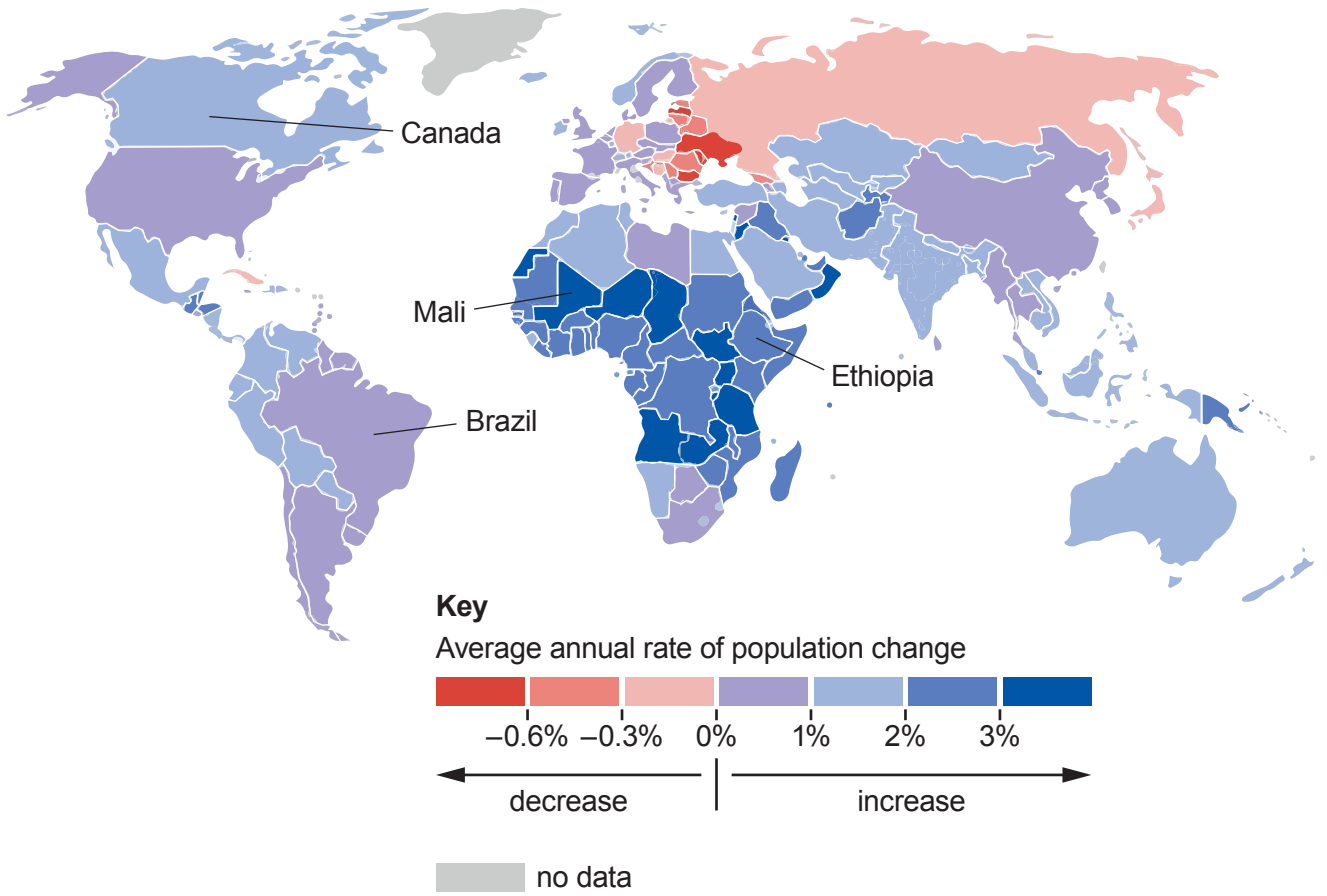 Canada
Mali
Ethiopia
Brazil
Key
Average annual rate of population change
–0.6% –0.3% 0% 1% 2% 3%
decrease increase
no data